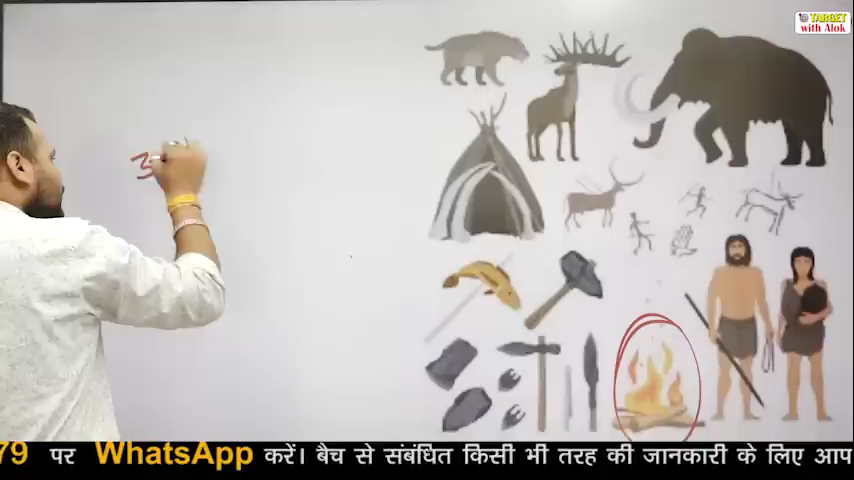 TARGET
with Alok
79 पर WhatsApp करें। बैच से संबंधित किसी भी तरह की जानकारी के लिए आप